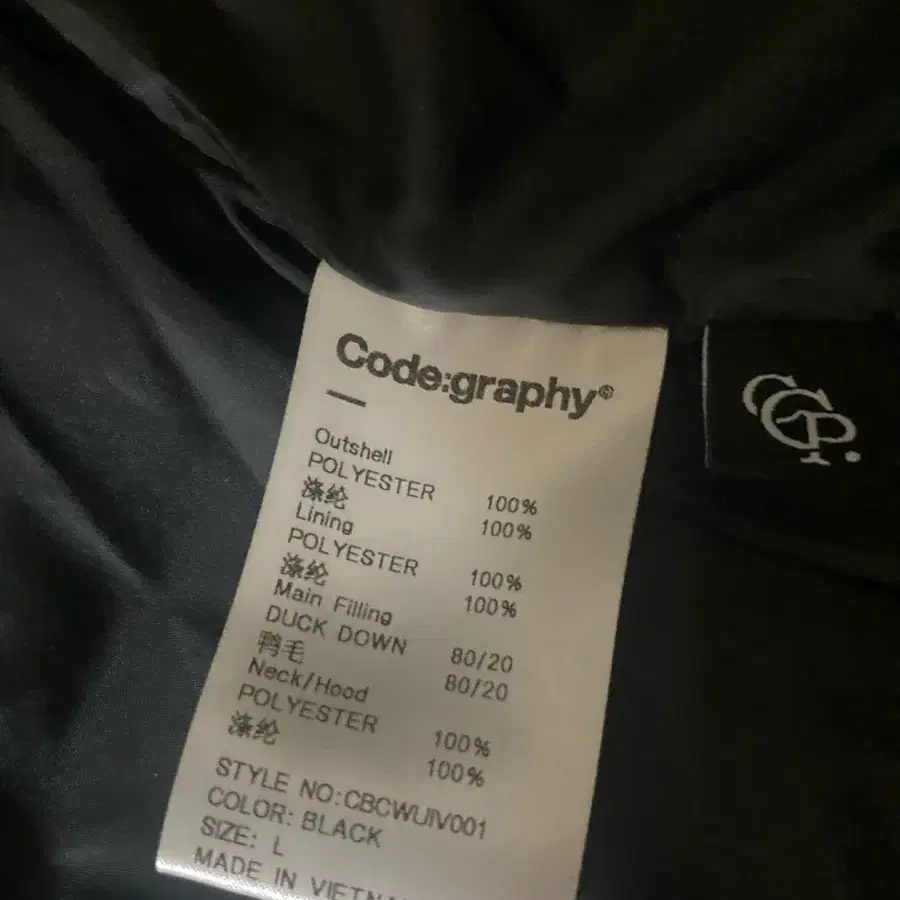 Code:graphy®
Outshell
POLYESTER 100%
涤纶 100%
Lining
POLYESTER 100%
涤纶 100%
Main Filling
DUCK DOWN 80/20
鸭毛 80/20
Neck/Hood
POLYESTER 100%
涤纶 100%
STYLE NO:CBCWUIV001
COLOR: BLACK
SIZE: L
MADE IN
CGP.